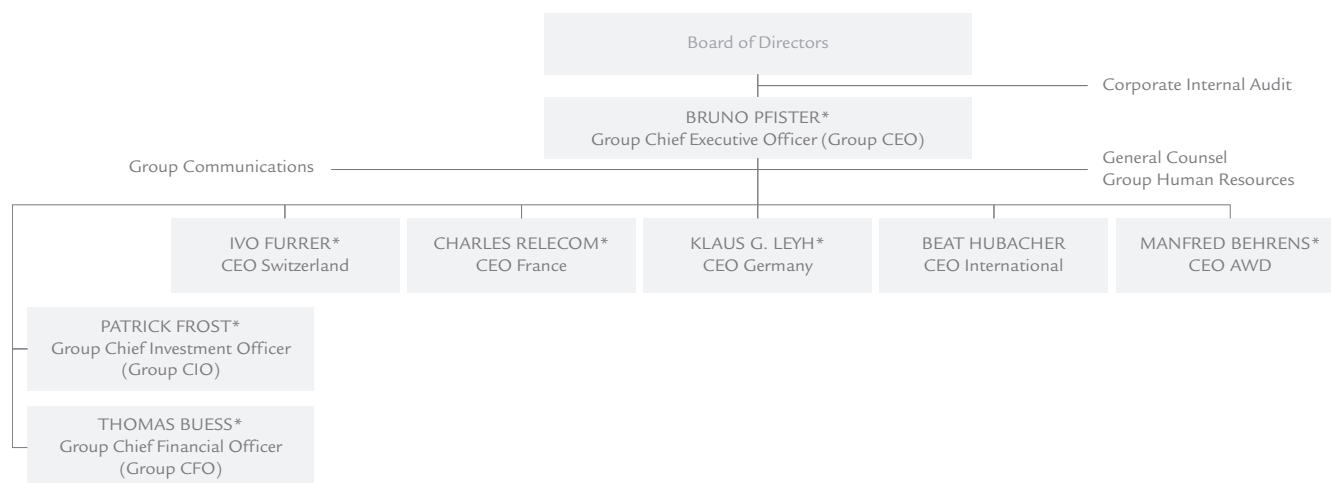 Board of Directors
Corporate Internal Audit
BRUNO PFISTER*
Group Chief Executive Officer (Group CEO)
Group Communications
General Counsel
Group Human Resources
IVO FURRER*
CEO Switzerland
CHARLES RELECOM*
CEO France
KLAUS G. LEYH*
CEO Germany
BEAT HUBACHER
CEO International
MANFRED BEHRENS*
CEO AWD
PATRICK FROST*
Group Chief Investment Officer
(Group CIO)
THOMAS BUESS*
Group Chief Financial Officer
(Group CFO)